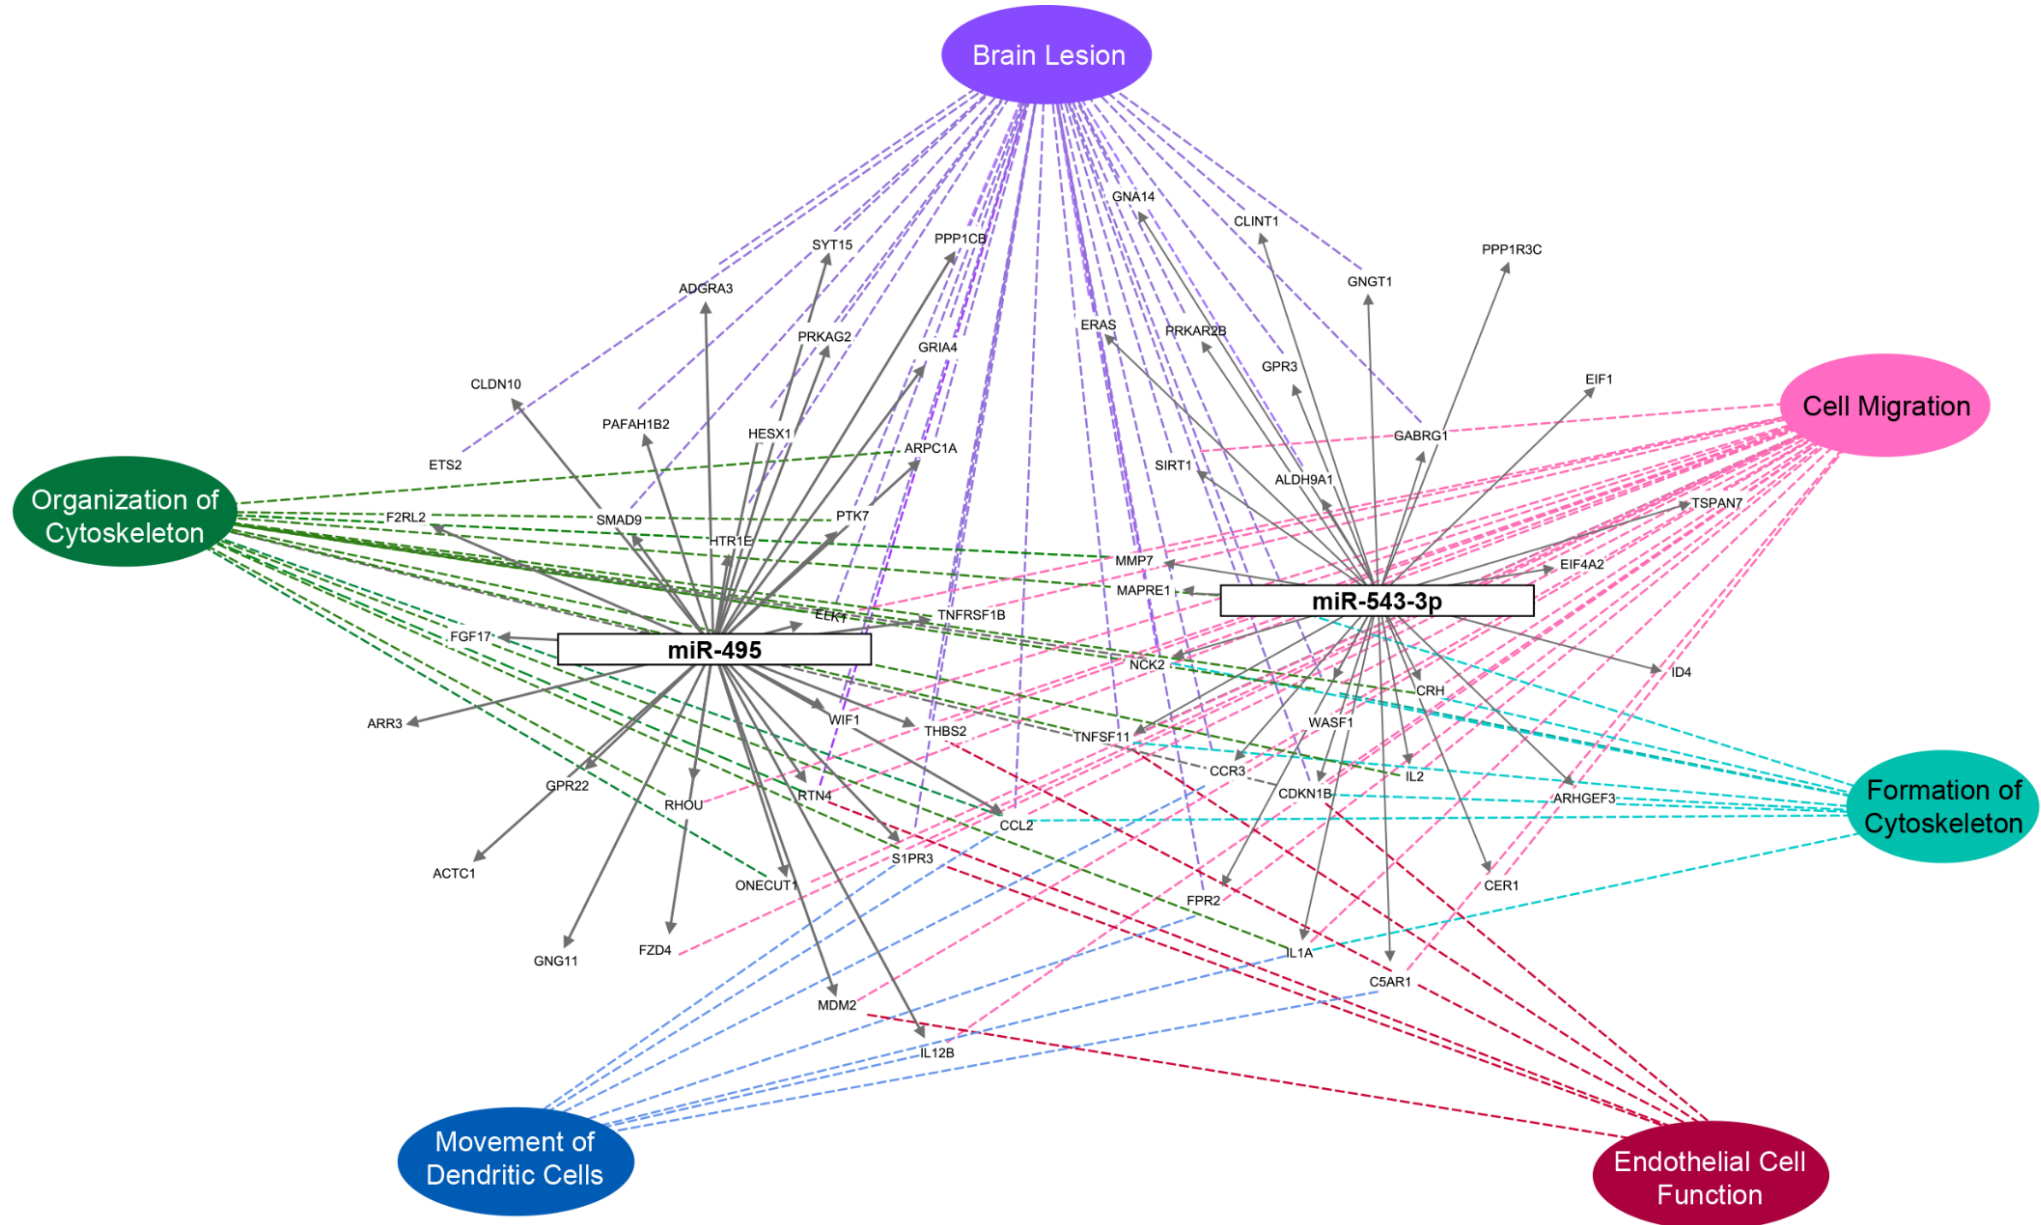 Brain Lesion
GNA14
CLINT1
SYT15
PPP1CB
PPP1R3C
GNGT1
ADGRA3
ERAS
PRKAR2B
PRKAG2
GRIA4
GPR3
CLDN10
EIF1
Cell Migration
PAFAH1B2
HESX1
GABRG1
ARPC1A
ETS2
SIRT1
ALDH9A1
Organization of
Cytoskeleton
F2RL2
SMAD9
PTK7
TSPAN7
HTR1E
MMP7
EIF4A2
MAPRE1
miR-543-3p
ELK1
TNFRSF1B
FGF17
miR-495
NCK2
ID4
CRH
ARR3
WIF1
THBS2
TNFSF11
WASF1
CCR3
IL2
GPR22
RHOU
RTN4
CDKN1B
ARHGEF3
Formation of
Cytoskeleton
CCL2
S1PR3
ACTC1
ONECUT1
CER1
FPR2
GNG11
FZD4
IL1A
C5AR1
MDM2
IL12B
Movement of
Dendritic Cells
Endothelial Cell
Function